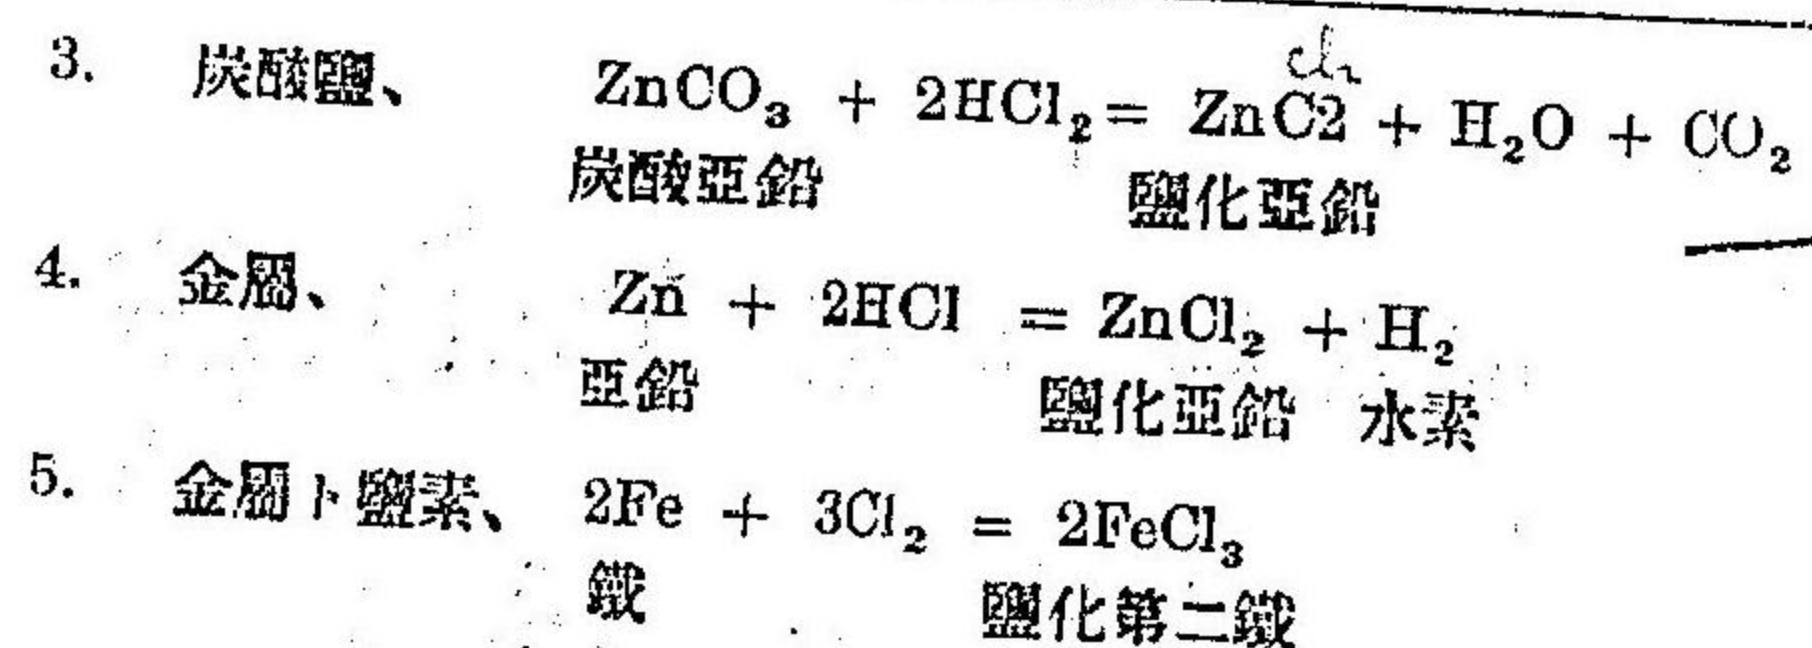 cl₂
3. 炭酸鹽、 ZnCO₃ + 2HCl₂ = ZnC2 + H₂O + CO₂
炭酸亞鉛 鹽化亞鉛
4. 金屬、 Zn + 2HCl = ZnCl₂ + H₂
亞鉛 鹽化亞鉛 水素
5. 金屬ト鹽素、 2Fe + 3Cl₂ = 2FeCl₃
鐵 鹽化第二鐵